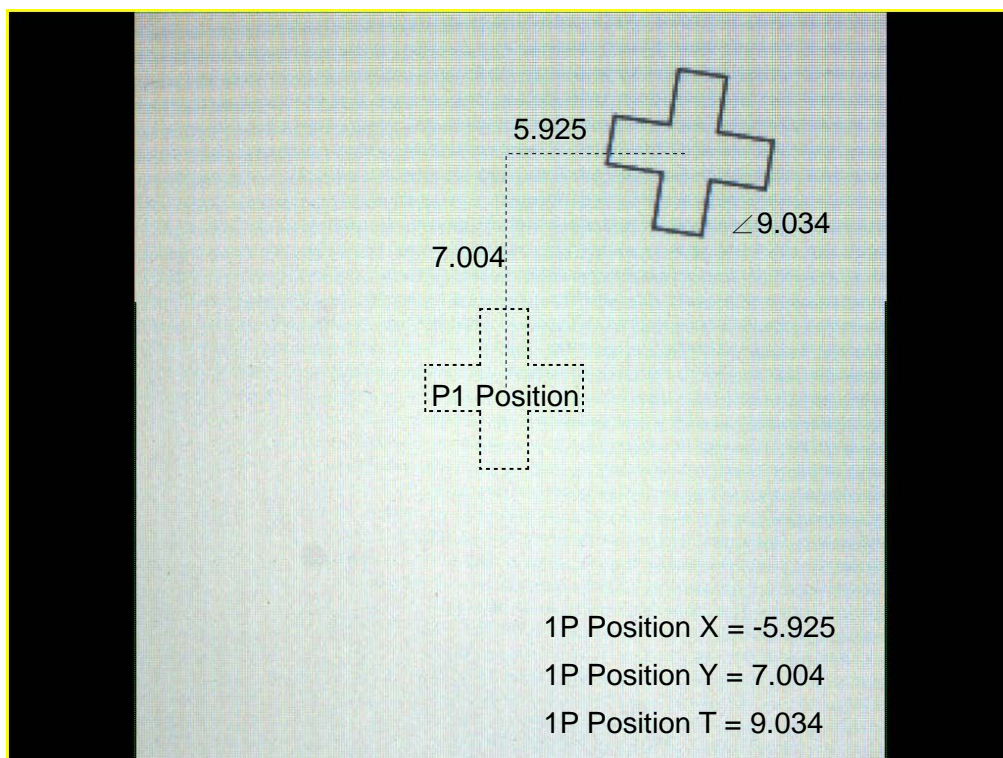 5.925
∠9.034
7.004
P1 Position
1P Position X = -5.925
1P Position Y = 7.004
1P Position T = 9.034